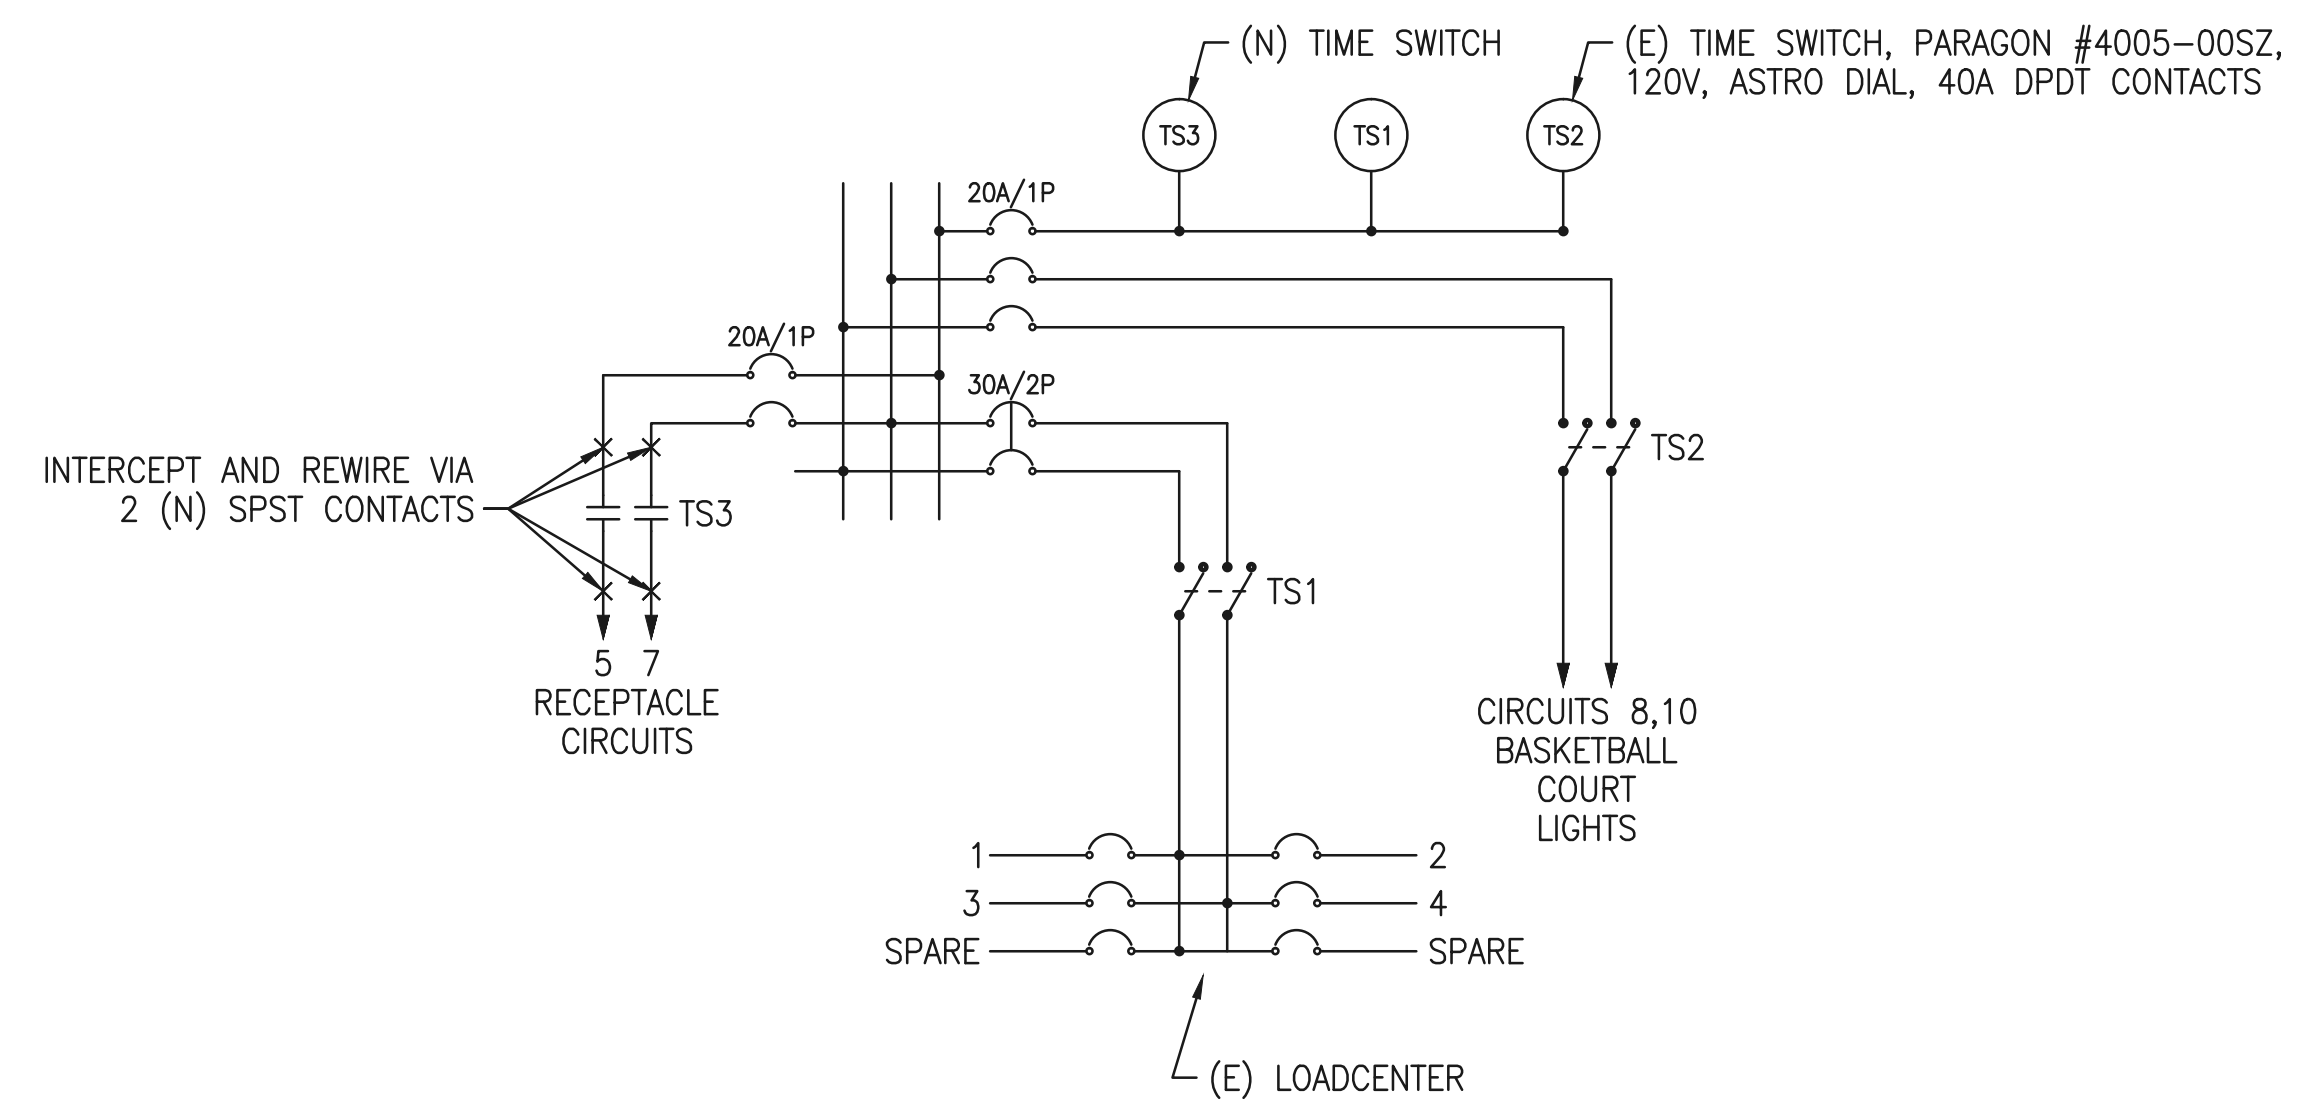 (N) TIME SWITCH
(E) TIME SWITCH, PARAGON #4005-00SZ,
120V, ASTRO DIAL, 40A DPDT CONTACTS
TS3
TS1
TS2
20A/1P
20A/1P
30A/2P
TS2
INTERCEPT AND REWIRE VIA
2 (N) SPST CONTACTS
TS3
TS1
5 7
RECEPTACLE
CIRCUITS
CIRCUITS 8,10
BASKETBALL
COURT
LIGHTS
1
2
3
4
SPARE
SPARE
(E) LOADCENTER